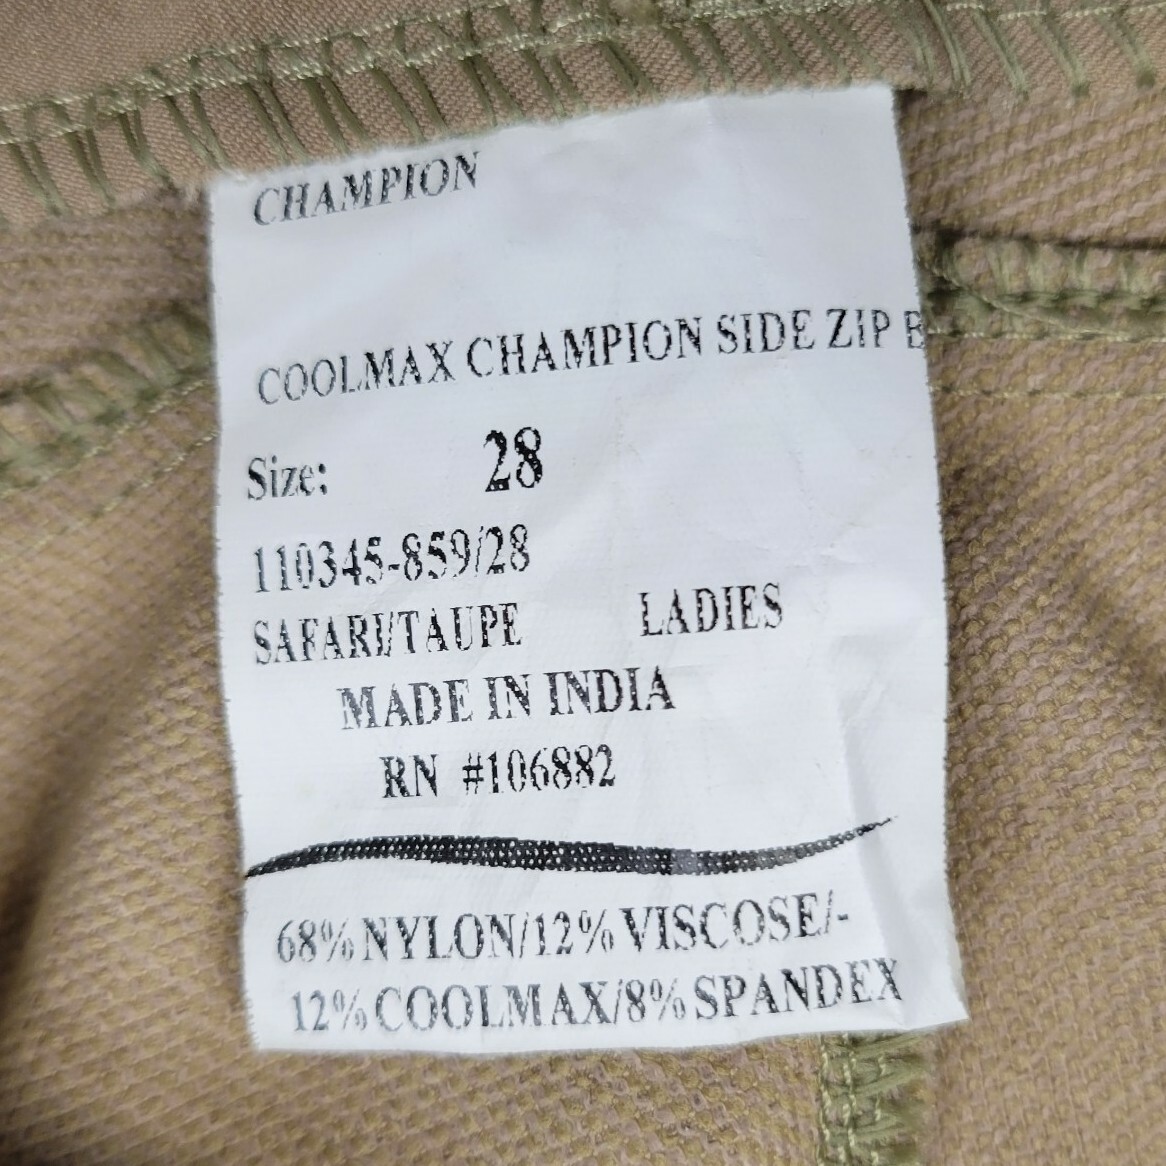 CHAMPION
COOLMAX CHAMPION SIDE ZIP B
Size: 28
110345-859/28
SAFARI/TAUPE LADIES
MADE IN INDIA
RN #106882
68% NYLON/12% VISCOSE/-
12% COOLMAX/8% SPANDEX